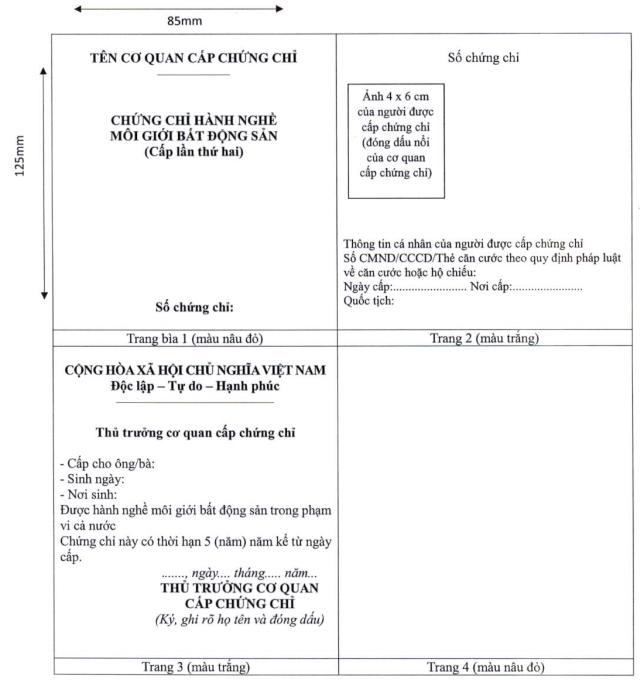 85mm
125mm
TÊN CƠ QUAN CẤP CHỨNG CHỈ
CHỨNG CHỈ HÀNH NGHỀ
MÔI GIỚI BẤT ĐỘNG SẢN
(Cấp lần thứ hai)
Số chứng chỉ:
Trang bìa 1 (màu nâu đỏ)
Số chứng chỉ
Ảnh 4 x 6 cm
của người được
cấp chứng chỉ
(đóng dấu nổi
của cơ quan
cấp chứng chỉ)
Thông tin cá nhân của người được cấp chứng chỉ
Số CMND/CCCD/Thẻ căn cước theo quy định pháp luật
về căn cước hoặc hộ chiếu:
Ngày cấp:........................ Nơi cấp:.......................
Quốc tịch:
Trang 2 (màu trắng)
CỘNG HÒA XÃ HỘI CHỦ NGHĨA VIỆT NAM
Độc lập – Tự do – Hạnh phúc
Thủ trưởng cơ quan cấp chứng chỉ
- Cấp cho ông/bà:
- Sinh ngày:
- Nơi sinh:
Được hành nghề môi giới bất động sản trong phạm
vi cả nước
Chứng chỉ này có thời hạn 5 (năm) năm kể từ ngày
cấp.
......., ngày.... tháng..... năm...
THỦ TRƯỞNG CƠ QUAN
CẤP CHỨNG CHỈ
(Ký, ghi rõ họ tên và đóng dấu)
Trang 3 (màu trắng)
Trang 4 (màu nâu đỏ)